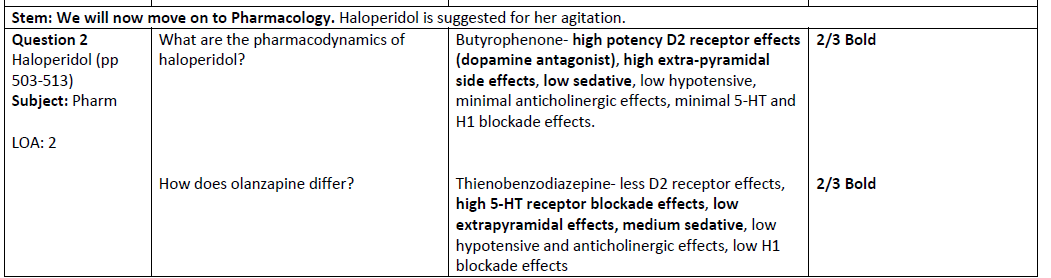 Stem: We will now move on to Pharmacology. Haloperidol is suggested for her agitation.
Question 2
Haloperidol (pp
503-513)
Subject: Pharm
LOA: 2
What are the pharmacodynamics of
haloperidol?
Butyrophenone- high potency D2 receptor effects
(dopamine antagonist), high extra-pyramidal
side effects, low sedative, low hypotensive,
minimal anticholinergic effects, minimal 5-HT and
H1 blockade effects.
2/3 Bold
How does olanzapine differ?
Thienobenzodiazepine- less D2 receptor effects,
high 5-HT receptor blockade effects, low
extrapyramidal effects, medium sedative, low
hypotensive and anticholinergic effects, low H1
blockade effects
2/3 Bold